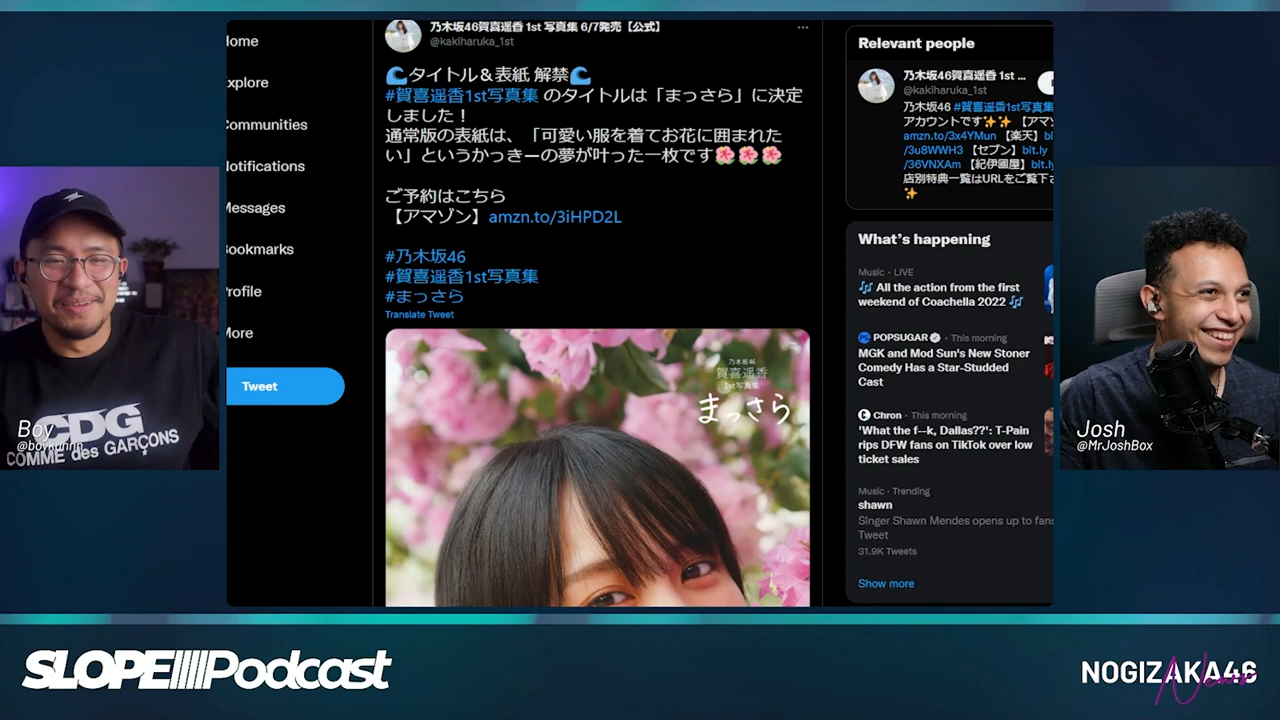 Home
Explore
Communities
Notifications
Messages
Bookmarks
Profile
More
Tweet
乃木坂46賀喜遥香 1st 写真集 6/7発売【公式】
@kakiharuka_1st
🌊タイトル＆表紙 解禁🌊
#賀喜遥香1st写真集 のタイトルは「まっさら」に決定
しました！
通常版の表紙は、「可愛い服を着てお花に囲まれた
い」というかっきーの夢が叶った一枚です🌺🌺🌺
ご予約はこちら
【アマゾン】amzn.to/3iHPD2L
#乃木坂46
#賀喜遥香1st写真集
#まっさら
Translate Tweet
乃木坂46
賀喜遥香
1st写真集
まっさら
Relevant people
乃木坂46賀喜遥香 1st ...
@kakiharuka_1st
乃木坂46 #賀喜遥香1st写真集
アカウントです✨✨【アマ
amzn.to/3x4YMun 【楽天】bi
/3u8WWH3 【セブン】bit.ly
/36VNXAm 【紀伊國屋】bit.ly
店別特典一覧はURLをご覧下さ
✨
What's happening
Music · LIVE
🎶 All the action from the first
weekend of Coachella 2022 🎶
POPSUGAR · This morning
MGK and Mod Sun's New Stoner
Comedy Has a Star-Studded
Cast
Chron · This morning
'What the f--k, Dallas??': T-Pain
rips DFW fans on TikTok over low
ticket sales
Music · Trending
shawn
Singer Shawn Mendes opens up to fans
Tweet
31.9K Tweets
Show more
CDG
COMME des GARÇONS
Boy
@boykunnn
Josh
@MrJoshBox
SLOPE Podcast
NOGIZAKA46
News